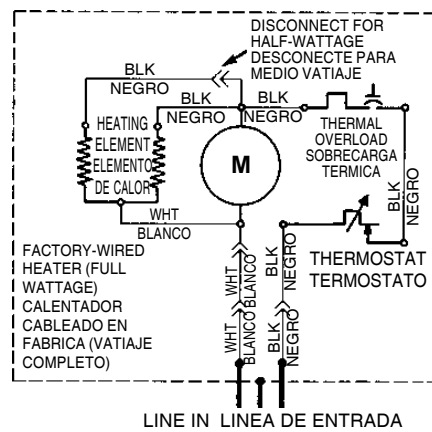 DISCONNECT FOR
HALF-WATTAGE
DESCONECTE PARA
MEDIO VATIAJE
BLK
NEGRO
BLK
NEGRO
BLK
NEGRO
HEATING
ELEMENT
ELEMENTO
DE CALOR
M
THERMAL
OVERLOAD
SOBRECARGA
TERMICA
BLK
NEGRO
WHT
BLANCO
FACTORY-WIRED
HEATER (FULL
WATTAGE)
CALENTADOR
CABLEADO EN
FABRICA (VATIAJE
COMPLETO)
WHT
BLANCO
BLK
NEGRO
THERMOSTAT
TERMOSTATO
WHT
BLANCO
BLK
NEGRO
LINE IN LINEA DE ENTRADA